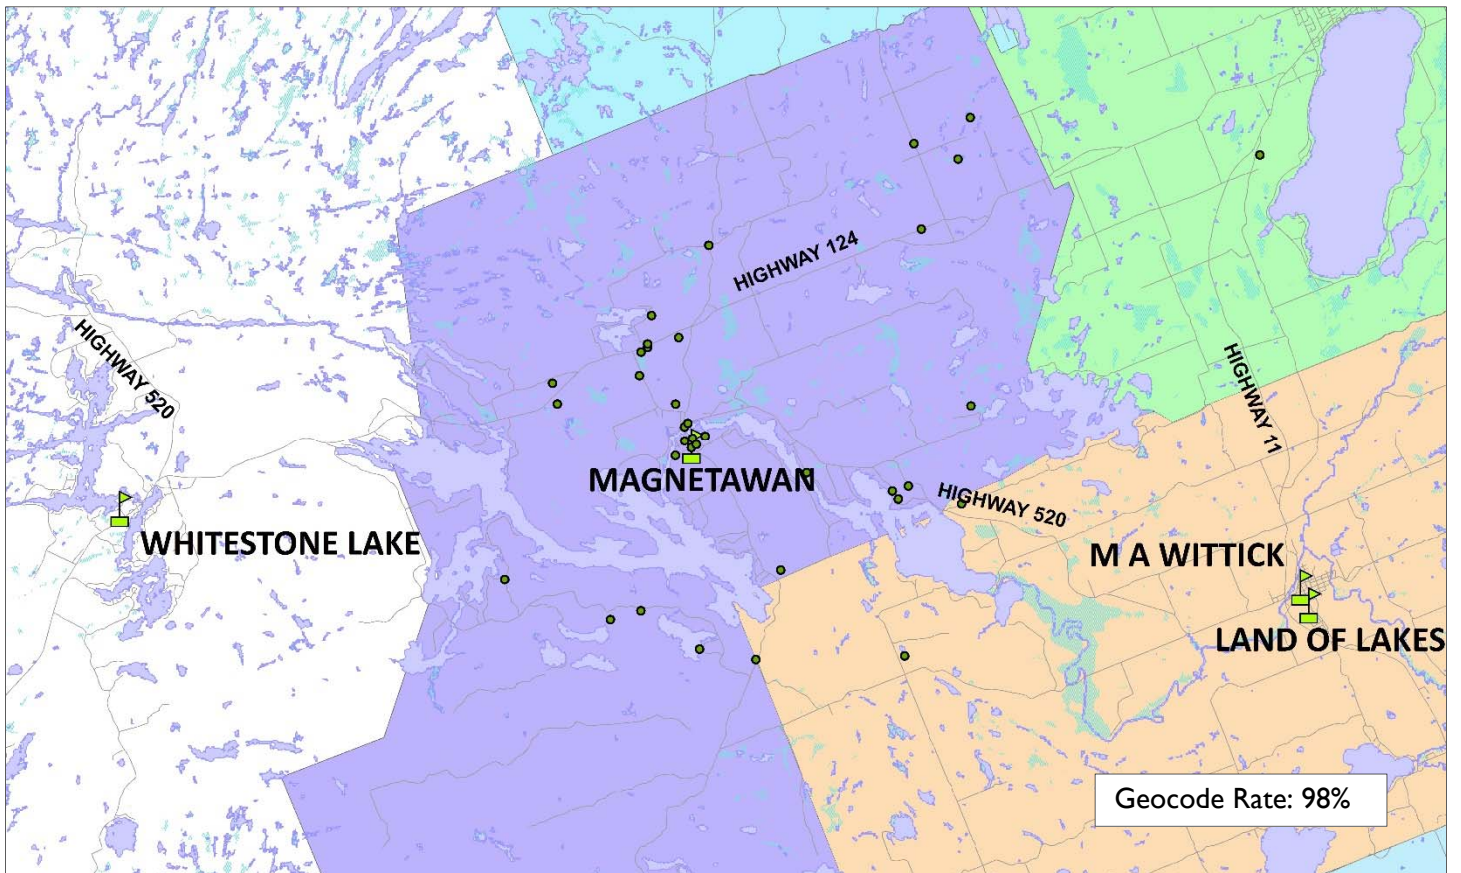 HIGHWAY 124
HIGHWAY 520
HIGHWAY 11
MAGNETAWAN
HIGHWAY 520
WHITESTONE LAKE
M A WITTICK
LAND OF LAKES
Geocode Rate: 98%